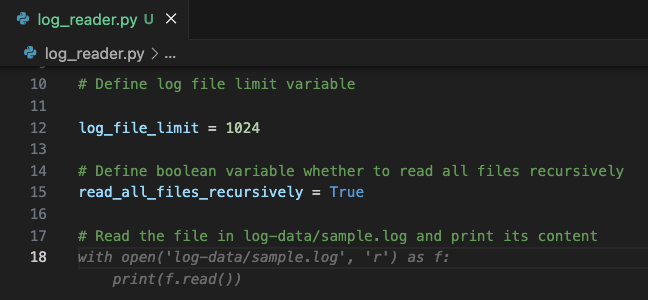 log_reader.py U ×
log_reader.py > ...
10 # Define log file limit variable
11
12 log_file_limit = 1024
13
14 # Define boolean variable whether to read all files recursively
15 read_all_files_recursively = True
16
17 # Read the file in log-data/sample.log and print its content
18 with open('log-data/sample.log', 'r') as f:
print(f.read())